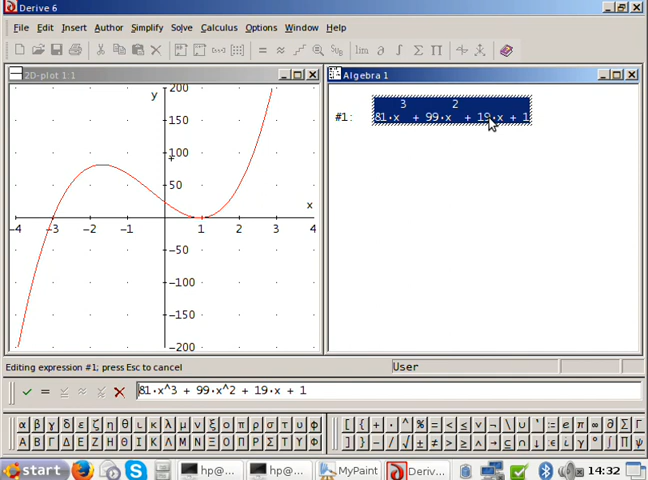 Derive 6
File Edit Insert Author Simplify Solve Calculus Options Window Help
= ≈ Sub lim ∂ ∫ Σ Π
2D-plot 1:1
Algebra 1
y 200
150
100
50
x
-4 -3 -2 -1 1 2 3 4
-50
-100
-150
-200
3 2
#1: 81·x + 99·x + 19·x + 1
Editing expression #1; press Esc to cancel
User
81·x^3 + 99·x^2 + 19·x + 1
α β γ δ ε ζ η θ ι κ λ μ ν ξ ο π ρ σ τ υ φ χ ψ ω
Α Β Γ Δ Ε Ζ Η Θ Ι Κ Λ Μ Ν Ξ Ο Π Ρ Σ Τ Υ Φ Χ Ψ Ω
[ { + · ^ % = < ≤ ∨ ¬ ∪
] } - / √ ± ≠ > ≥ ∧ → ∩
start hp@... hp@... MyPaint Deriv... 14:32